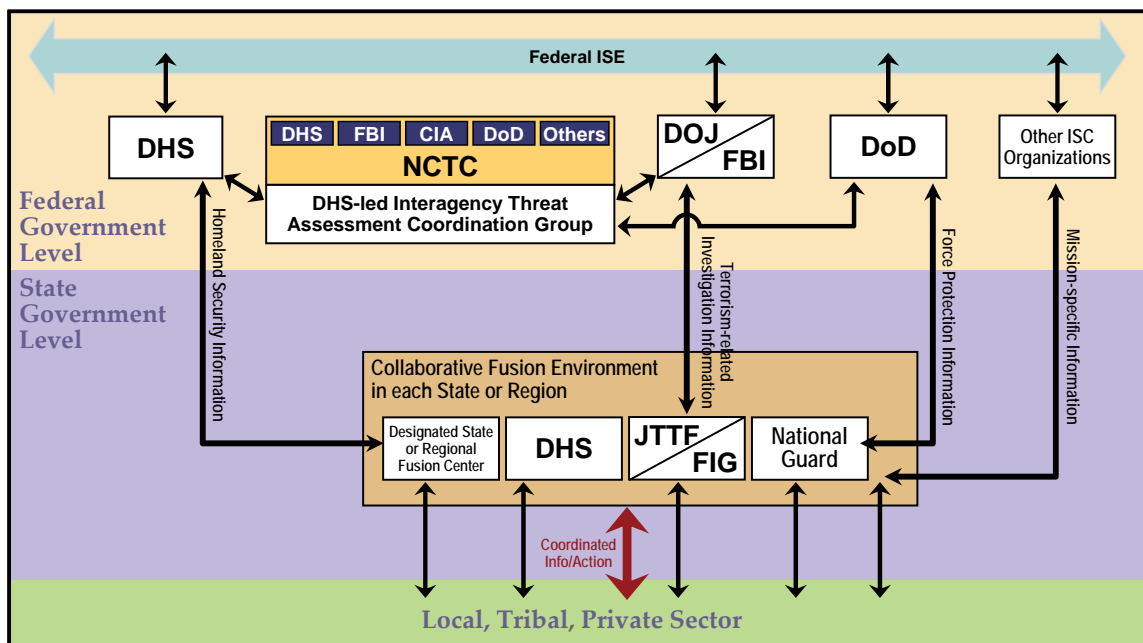 Federal ISE
DHS
DHS
FBI
CIA
DoD
Others
NCTC
DHS-led Interagency Threat
Assessment Coordination Group
DOJ
FBI
DoD
Other ISC
Organizations
Federal
Government
Level
State
Government
Level
Homeland Security Information
Terrorism-related
Investigation Information
Force Protection Information
Mission-specific Information
Collaborative Fusion Environment
in each State or Region
Designated State
or Regional
Fusion Center
DHS
JTTF
FIG
National
Guard
Coordinated
Info/Action
Local, Tribal, Private Sector